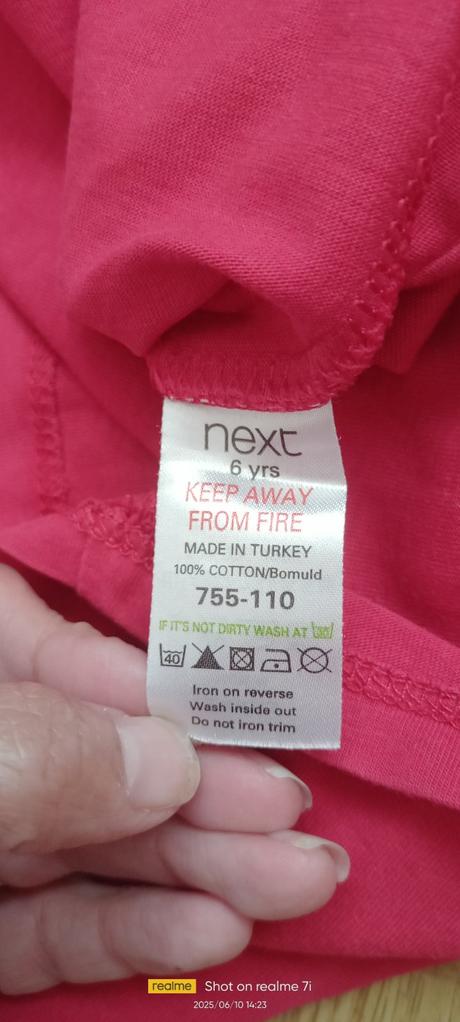 next
6 yrs
KEEP AWAY
FROM FIRE
MADE IN TURKEY
100% COTTON/Bomuld
755-110
IF IT'S NOT DIRTY WASH AT 30
40
Iron on reverse
Wash inside out
Do not iron trim
realme Shot on realme 7i
2025/06/10 14:23